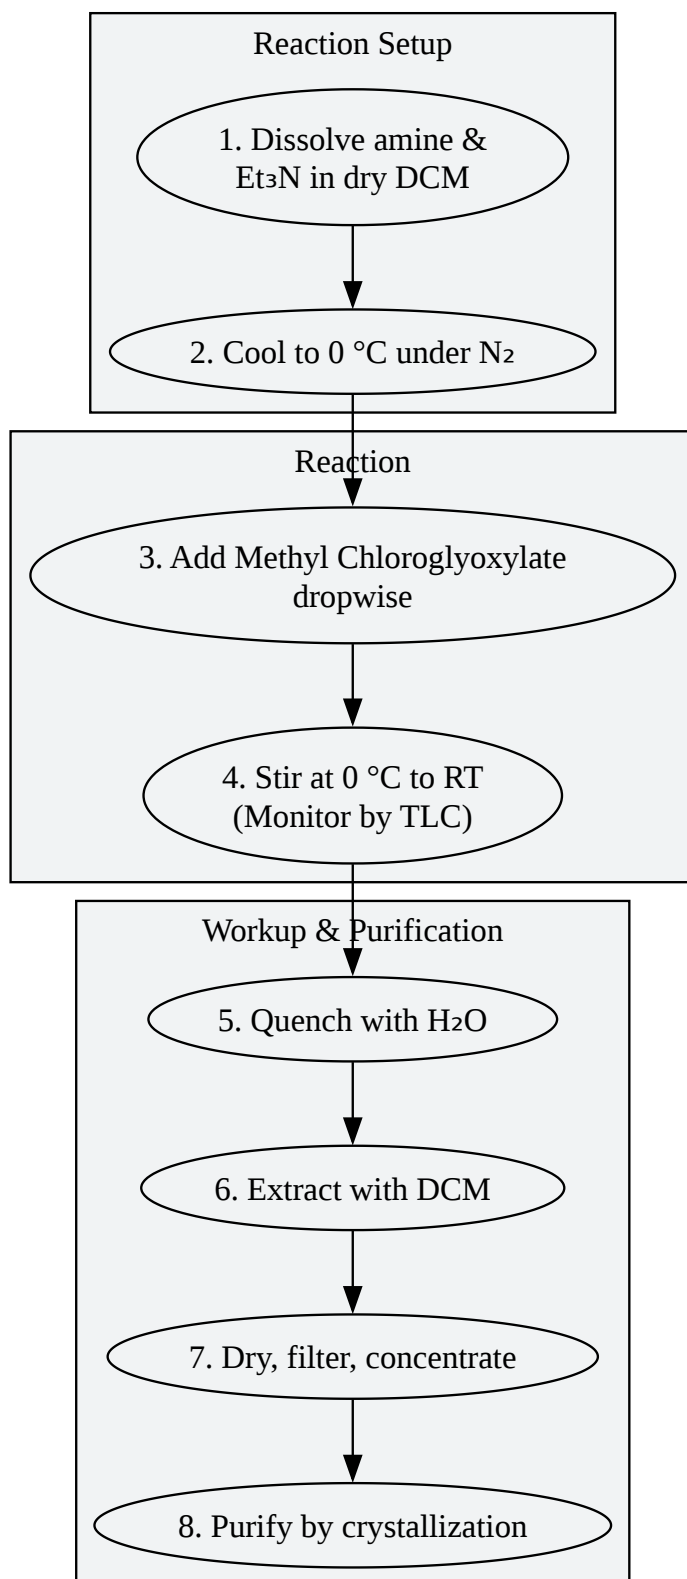 Reaction Setup
1. Dissolve amine &
Et₃N in dry DCM
2. Cool to 0 °C under N₂
Reaction
3. Add Methyl Chloroglyoxylate
dropwise
4. Stir at 0 °C to RT
(Monitor by TLC)
Workup & Purification
5. Quench with H₂O
6. Extract with DCM
7. Dry, filter, concentrate
8. Purify by crystallization